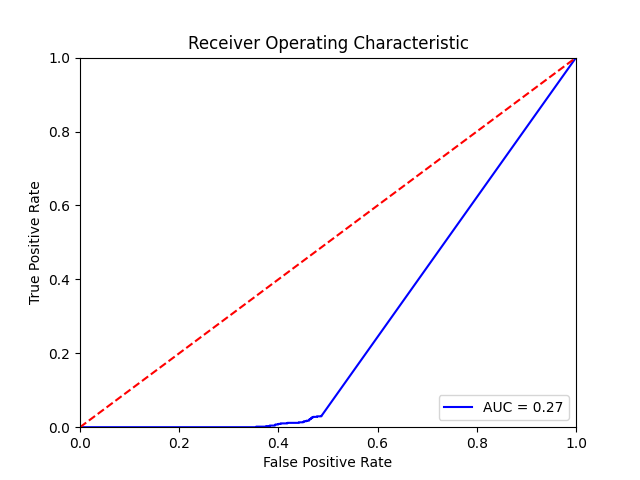 Receiver Operating Characteristic
True Positive Rate
1.0
0.8
0.6
0.4
0.2
0.0
AUC = 0.27
0.0 0.2 0.4 0.6 0.8 1.0
False Positive Rate